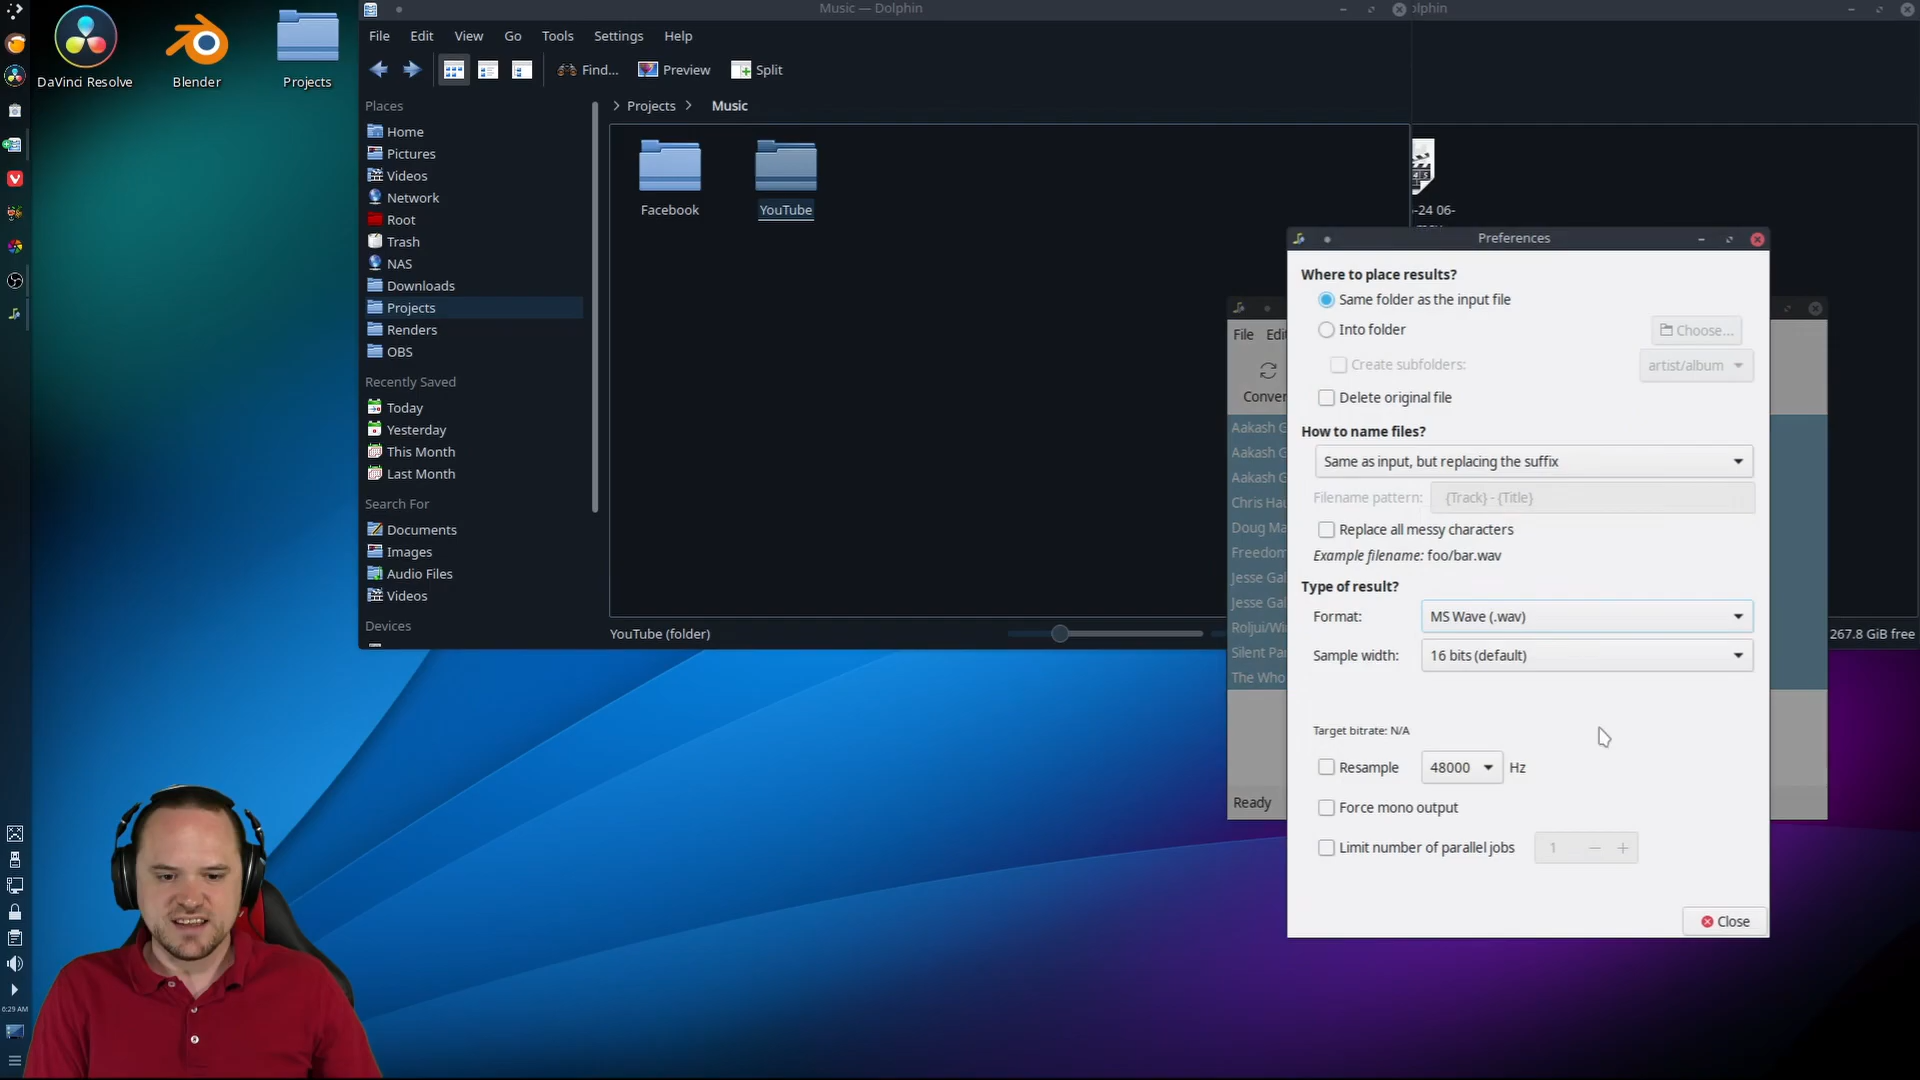 DaVinci Resolve
Blender
Projects
Music — Dolphin
olphin
File Edit View Go Tools Settings Help
Find... Preview Split
Places
Projects Music
Home
Pictures
Videos
Network
Root
Trash
NAS
Downloads
Projects
Renders
OBS
Recently Saved
Today
Yesterday
This Month
Last Month
Search For
Documents
Images
Audio Files
Videos
Devices
Facebook
YouTube
YouTube (folder)
-24 06-
267.8 GiB free
File Edi
Conver
Aakash G
Aakash G
Aakash G
Chris Hau
Doug Ma
Freedom
Jesse Gal
Jesse Gal
Roljui/Wi
Silent Pa
The Who
Ready
Preferences
Where to place results?
Same folder as the input file
Into folder
Choose...
Create subfolders:
artist/album
Delete original file
How to name files?
Same as input, but replacing the suffix
Filename pattern: {Track} - {Title}
Replace all messy characters
Example filename: foo/bar.wav
Type of result?
Format: MS Wave (.wav)
Sample width: 16 bits (default)
Target bitrate: N/A
Resample 48000 Hz
Force mono output
Limit number of parallel jobs 1
Close
6:29 AM